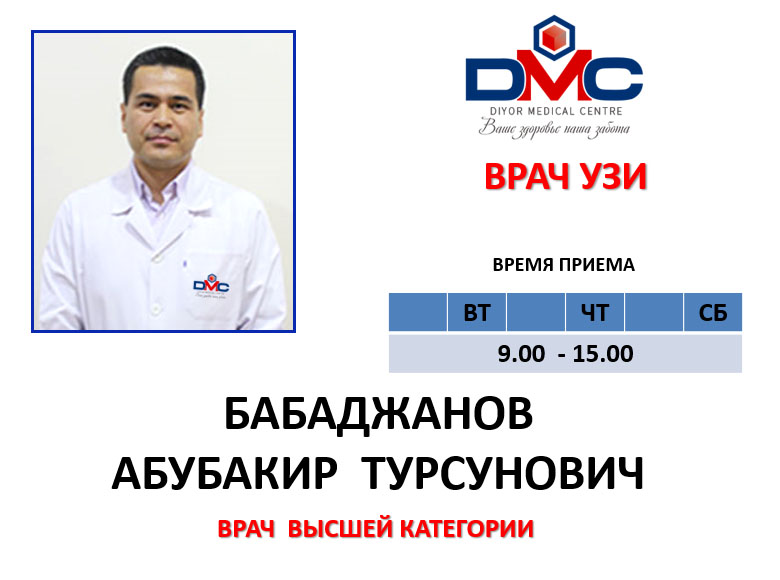 DMC
DIYOR MEDICAL CENTRE
Ваше здоровье наша забота
ВРАЧ УЗИ
ВРЕМЯ ПРИЕМА
ВТ ЧТ СБ
9.00 - 15.00
DMC
БАБАДЖАНОВ
АБУБАКИР ТУРСУНОВИЧ
ВРАЧ ВЫСШЕЙ КАТЕГОРИИ